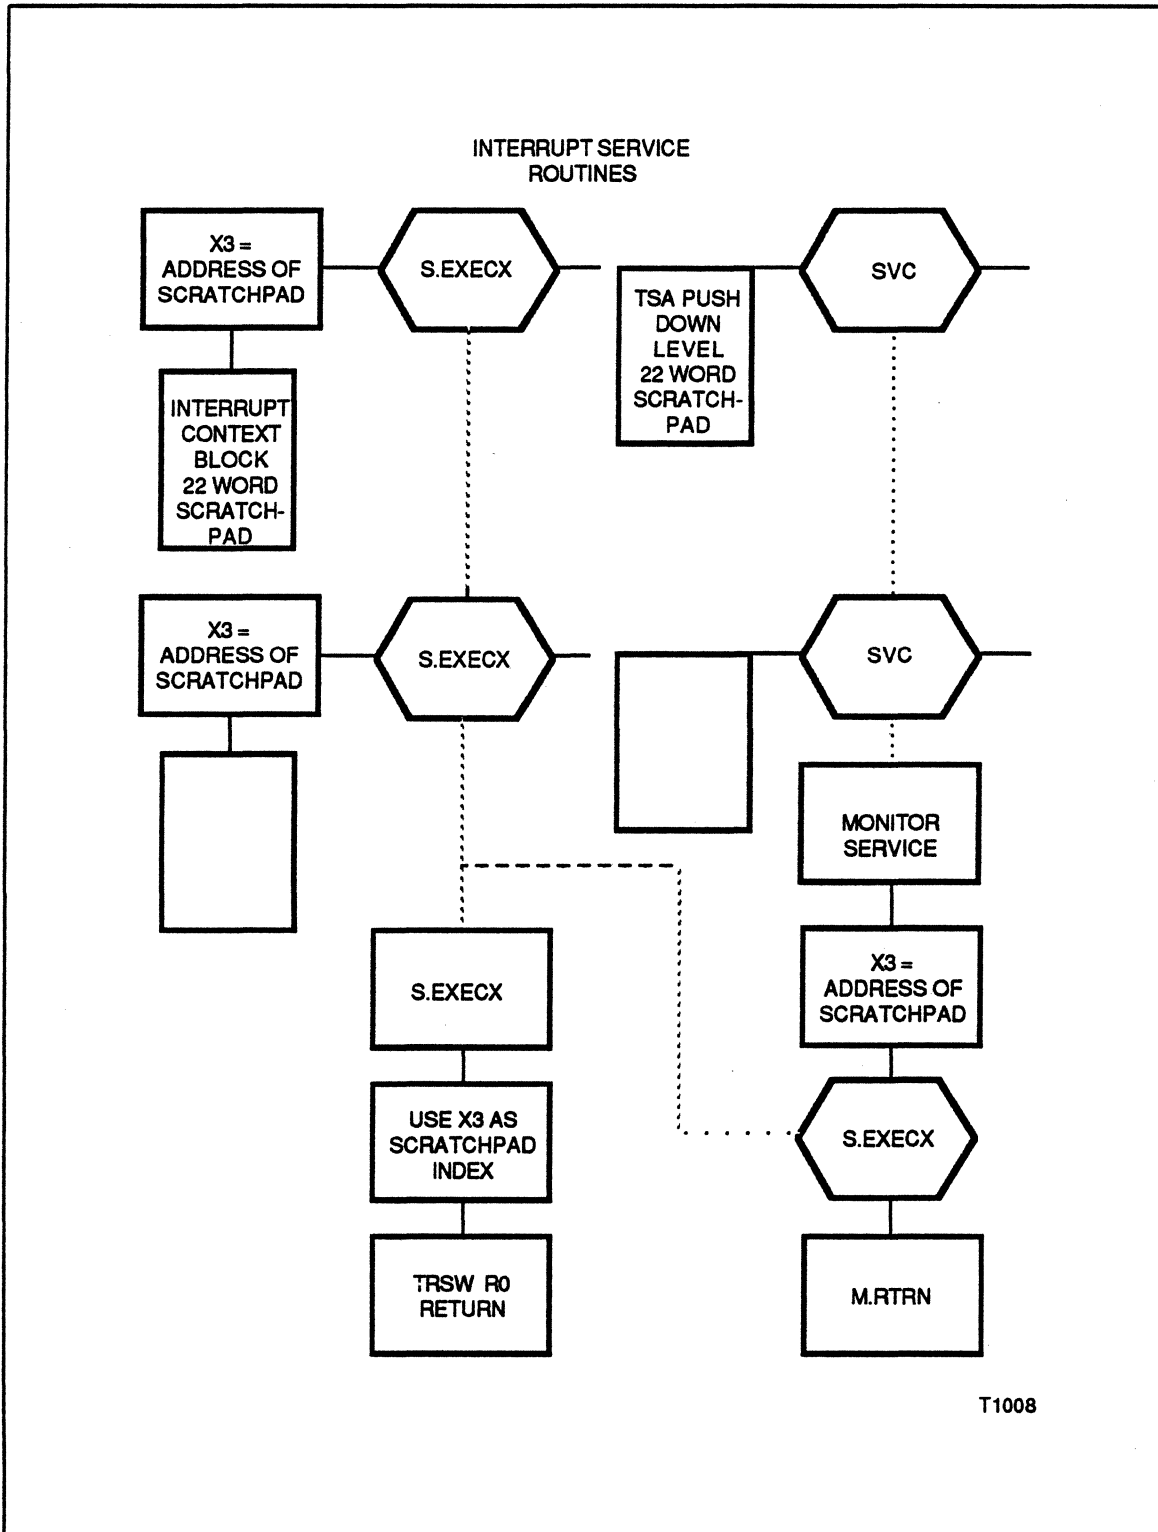 INTERRUPT SERVICE
ROUTINES
X3 =
ADDRESS OF
SCRATCHPAD
S.EXECX
SVC
TSA PUSH
DOWN
LEVEL
22 WORD
SCRATCH-
PAD
INTERRUPT
CONTEXT
BLOCK
22 WORD
SCRATCH-
PAD
X3 =
ADDRESS OF
SCRATCHPAD
S.EXECX
SVC
MONITOR
SERVICE
S.EXECX
X3 =
ADDRESS OF
SCRATCHPAD
USE X3 AS
SCRATCHPAD
INDEX
S.EXECX
TRSW R0
RETURN
M.RTRN
T1008